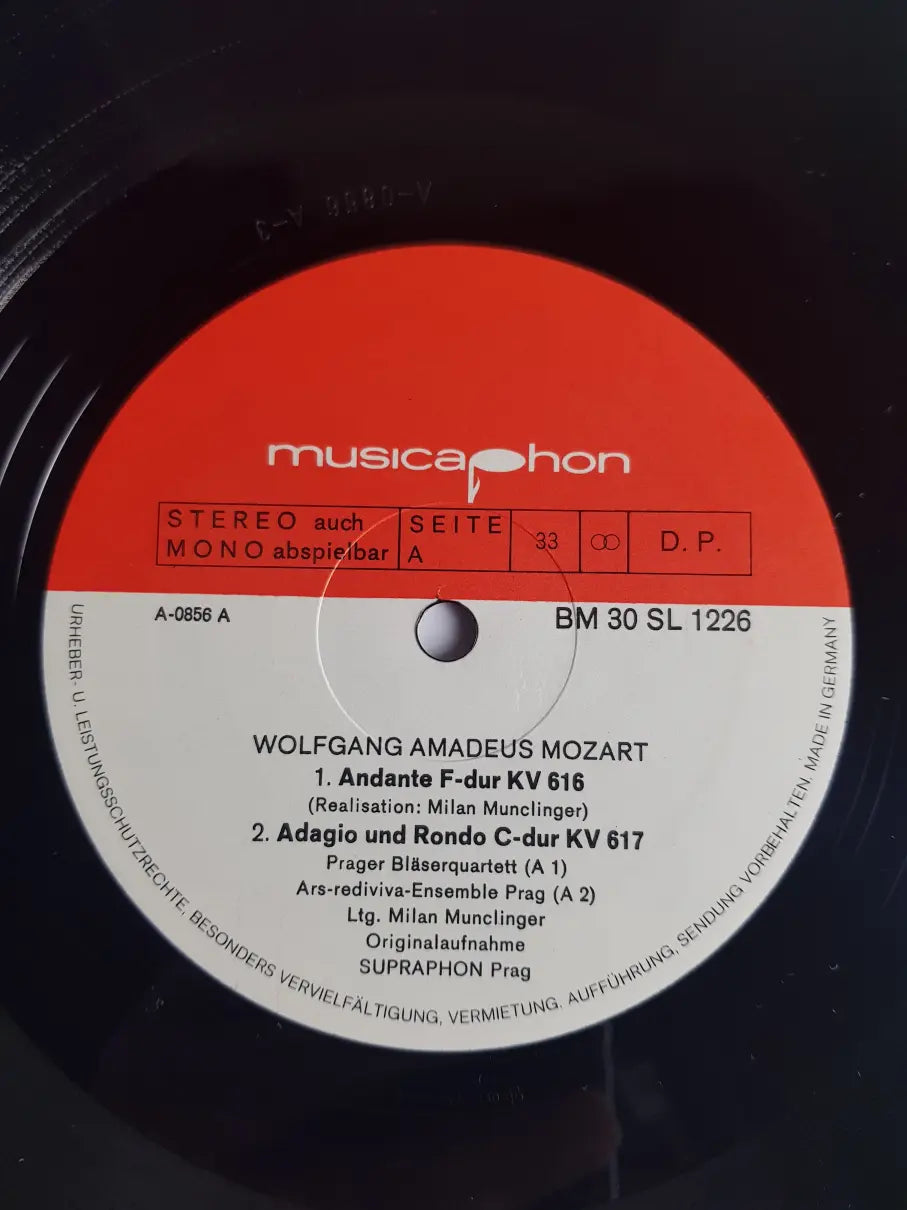 musicaphon
STEREO auch
MONO abspielbar
SEITE
A
33
D. P.
A-0856 A
BM 30 SL 1226
WOLFGANG AMADEUS MOZART
1. Andante F-dur KV 616
(Realisation: Milan Munclinger)
2. Adagio und Rondo C-dur KV 617
Prager Bläserquartett (A 1)
Ars-rediviva-Ensemble Prag (A 2)
Ltg. Milan Munclinger
Originalaufnahme
SUPRAPHON Prag
URHEBER- U. LEISTUNGSSCHUTZRECHTE, BESONDERS VERVIELFÄLTIGUNG, VERMIETUNG. AUFFÜHRUNG, SENDUNG VORBEHALTEN. MADE IN GERMANY